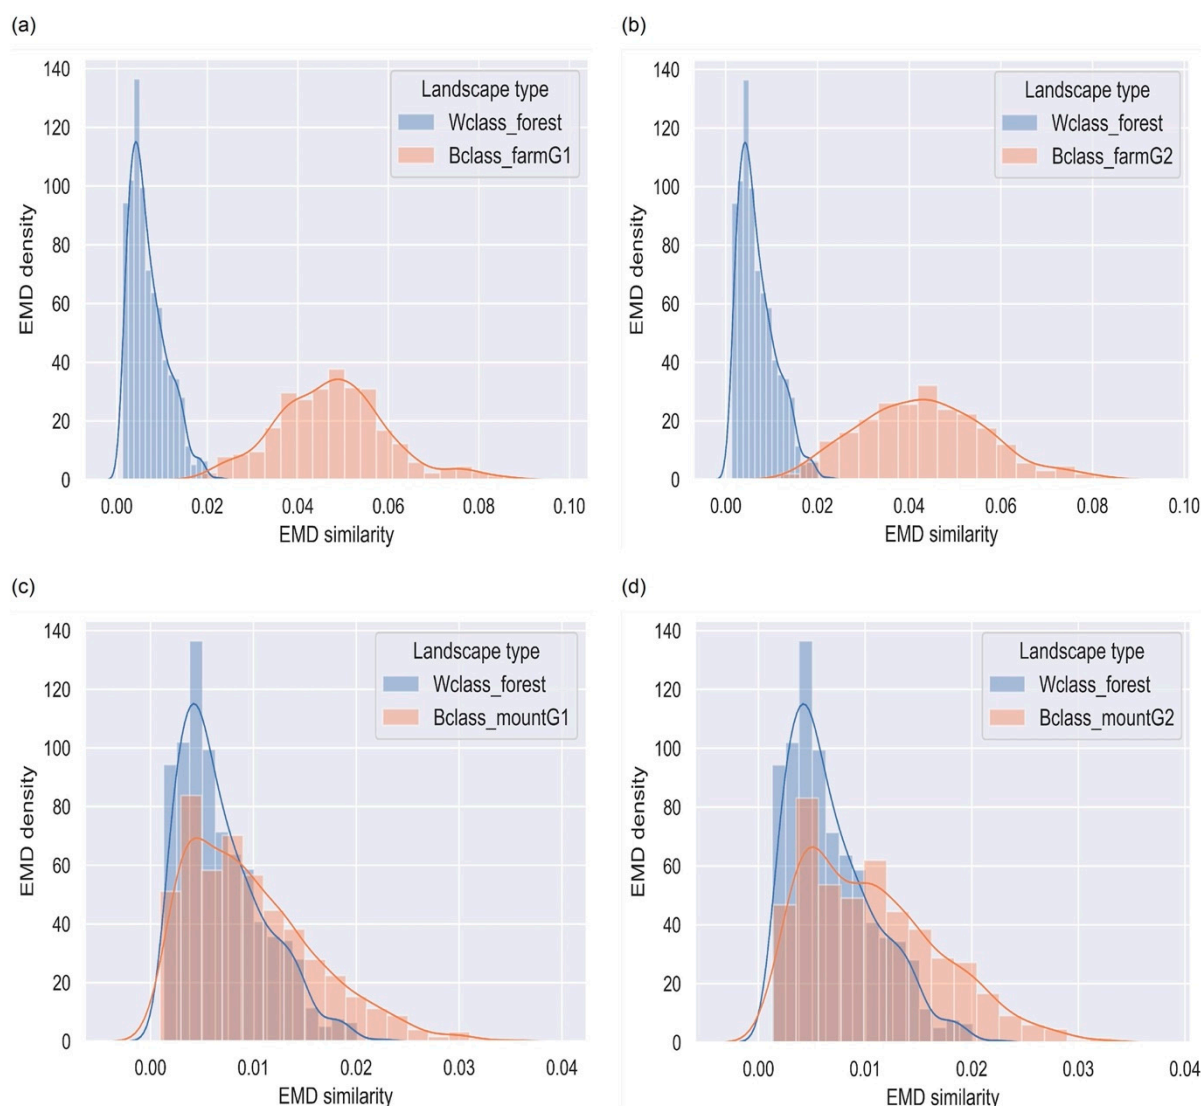 (a)
140
120
100
80
60
40
20
0
EMD density
Landscape type
Wclass_forest
Bclass_farmG1
0.00 0.02 0.04 0.06 0.08 0.10
EMD similarity
(b)
140
120
100
80
60
40
20
0
EMD density
Landscape type
Wclass_forest
Bclass_farmG2
0.00 0.02 0.04 0.06 0.08 0.10
EMD similarity
(c)
140
120
100
80
60
40
20
0
EMD density
Landscape type
Wclass_forest
Bclass_mountG1
0.00 0.01 0.02 0.03 0.04
EMD similarity
(d)
140
120
100
80
60
40
20
0
EMD density
Landscape type
Wclass_forest
Bclass_mountG2
0.00 0.01 0.02 0.03 0.04
EMD similarity